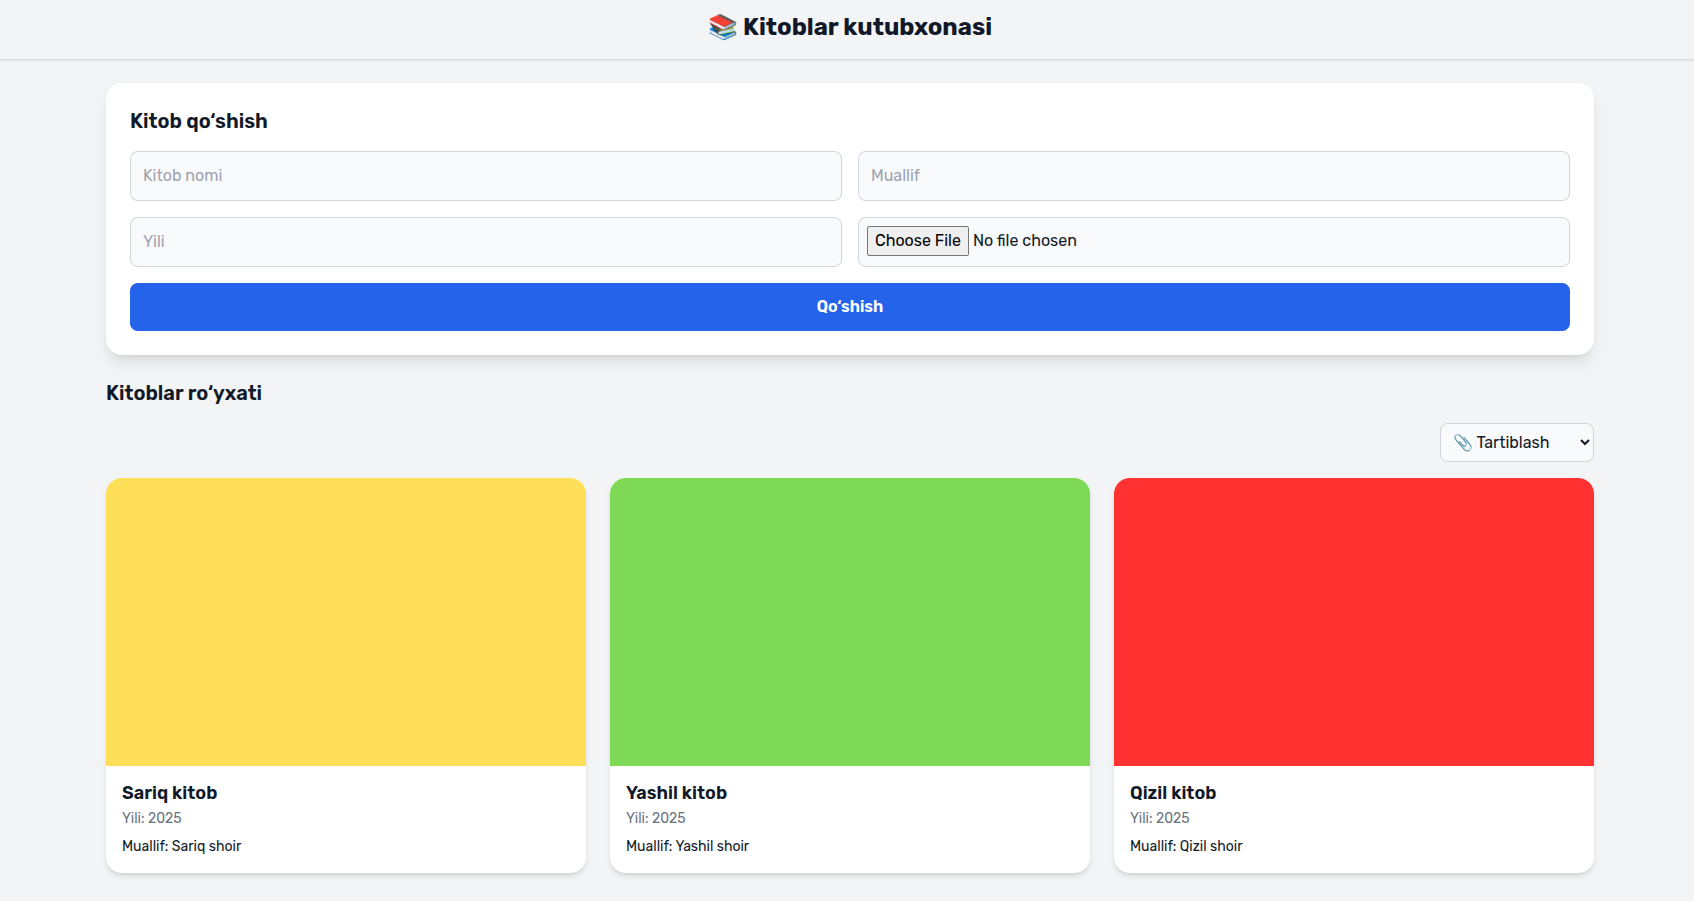 📚 Kitoblar kutubxonasi
Kitob qo‘shish
Kitob nomi
Muallif
Yili
Choose File No file chosen
Qo‘shish
Kitoblar ro‘yxati
📎 Tartiblash
Sariq kitob
Yili: 2025
Muallif: Sariq shoir
Yashil kitob
Yili: 2025
Muallif: Yashil shoir
Qizil kitob
Yili: 2025
Muallif: Qizil shoir